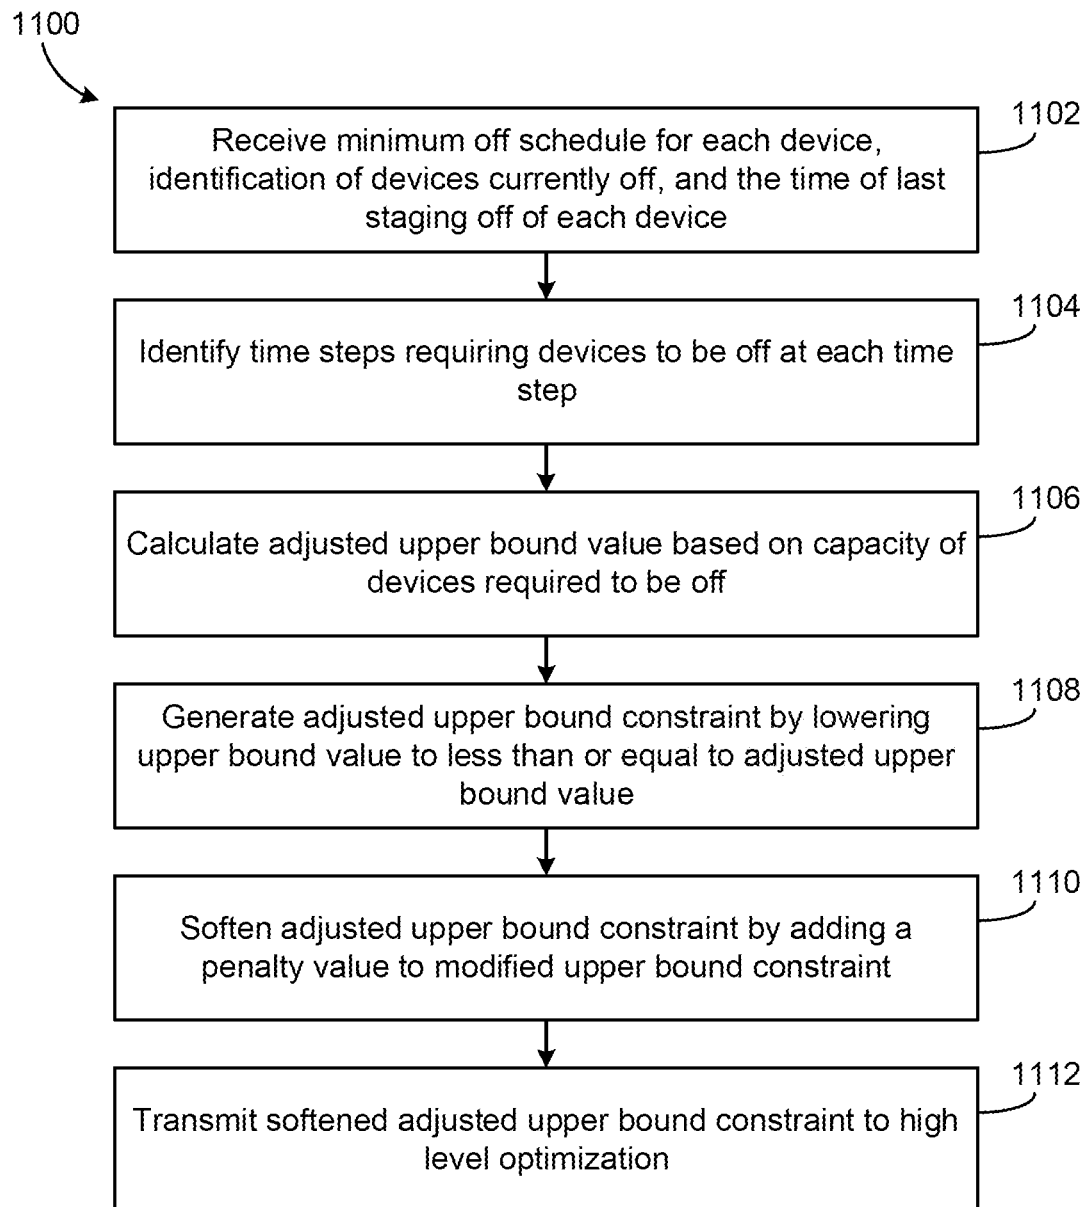 1100
1102
Receive minimum off schedule for each device,
identification of devices currently off, and the time of last
staging off of each device
1104
Identify time steps requiring devices to be off at each time
step
1106
Calculate adjusted upper bound value based on capacity of
devices required to be off
1108
Generate adjusted upper bound constraint by lowering
upper bound value to less than or equal to adjusted upper
bound value
1110
Soften adjusted upper bound constraint by adding a
penalty value to modified upper bound constraint
1112
Transmit softened adjusted upper bound constraint to high
level optimization